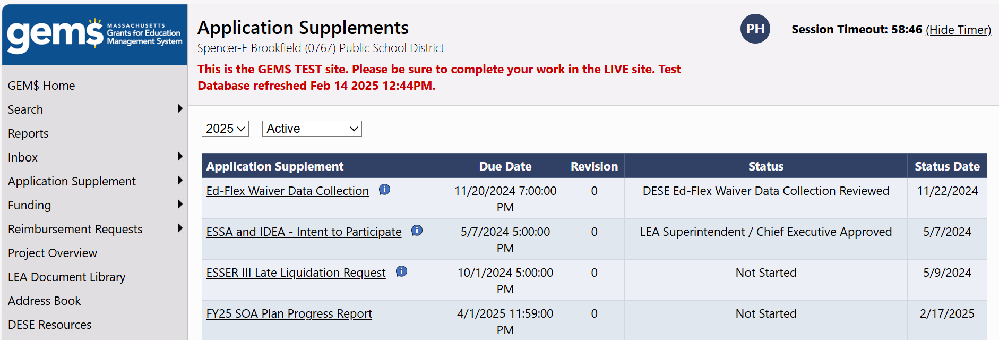 gem$ MASSACHUSETTS
Grants for Education
Management System
Application Supplements
Spencer-E Brookfield (0767) Public School District
This is the GEM$ TEST site. Please be sure to complete your work in the LIVE site. Test
Database refreshed Feb 14 2025 12:44PM.
PH
Session Timeout: 58:46 (Hide Timer)
GEM$ Home
Search
Reports
Inbox
Application Supplement
Funding
Reimbursement Requests
Project Overview
LEA Document Library
Address Book
DESE Resources
2025 Active
Application Supplement Due Date Revision Status Status Date
Ed-Flex Waiver Data Collection i 11/20/2024 7:00:00 0 DESE Ed-Flex Waiver Data Collection Reviewed 11/22/2024
PM
ESSA and IDEA - Intent to Participate i 5/7/2024 5:00:00 0 LEA Superintendent / Chief Executive Approved 5/7/2024
PM
ESSER III Late Liquidation Request i 10/1/2024 5:00:00 0 Not Started 5/9/2024
PM
FY25 SOA Plan Progress Report 4/1/2025 11:59:00 0 Not Started 2/17/2025
PM